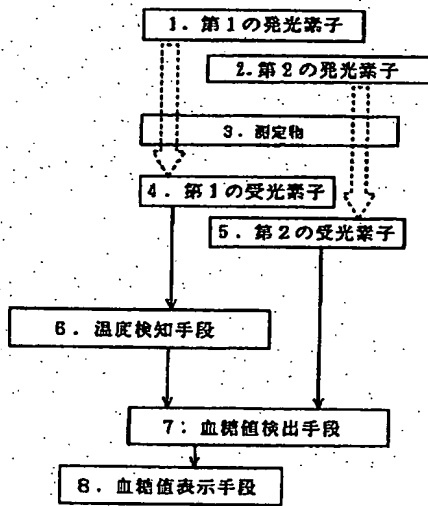 1. 第1の発光素子
2. 第2の発光素子
3. 測定物
4. 第1の受光素子
5. 第2の受光素子
6. 温度検知手段
7: 血糖値検出手段
8. 血糖値表示手段